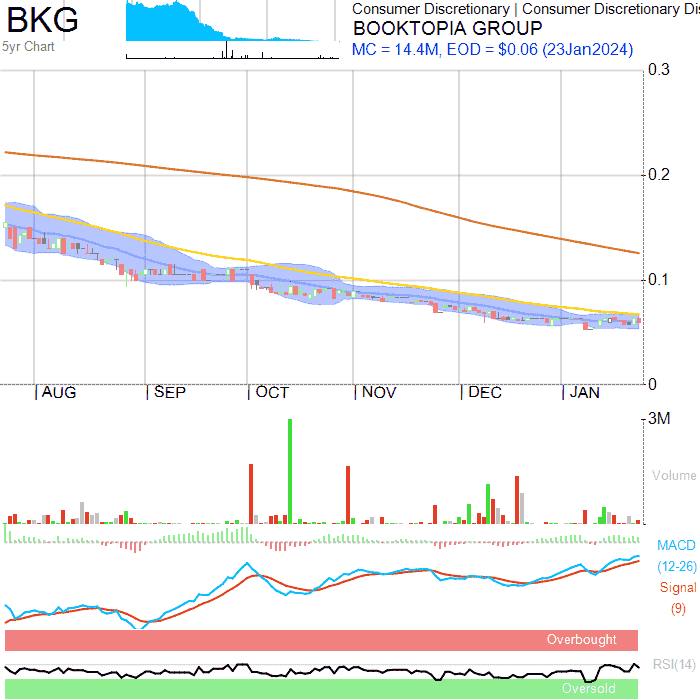 BKG
5yr Chart
Consumer Discretionary | Consumer Discretionary Dis
BOOKTOPIA GROUP
MC = 14.4M, EOD = $0.06 (23Jan2024)
0.3
0.2
0.1
0
AUG
SEP
OCT
NOV
DEC
JAN
3M
Volume
MACD
(12-26)
Signal
(9)
Overbought
RSI(14)
Oversold